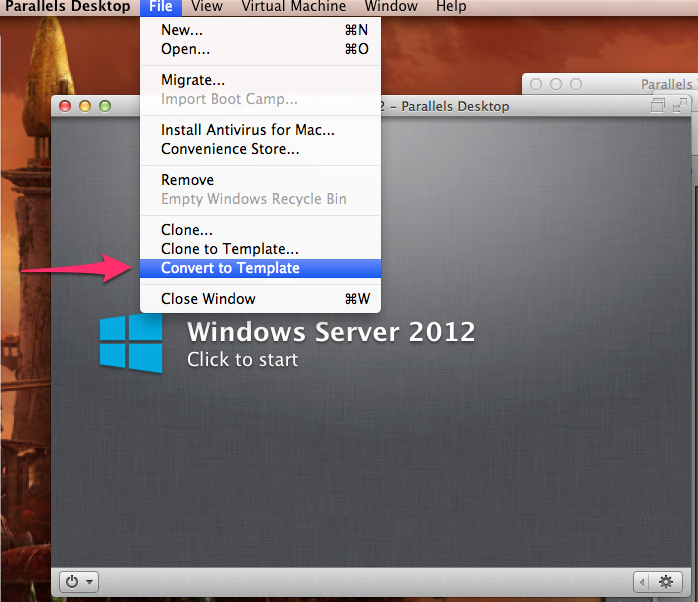 Parallels Desktop File View Virtual Machine Window Help
New... ⌘N
Open... ⌘O
Migrate...
Import Boot Camp...
Install Antivirus for Mac...
Convenience Store...
Remove
Empty Windows Recycle Bin
Clone...
Clone to Template...
Convert to Template
Close Window ⌘W
Parallels
2 - Parallels Desktop
Windows Server 2012
Click to start